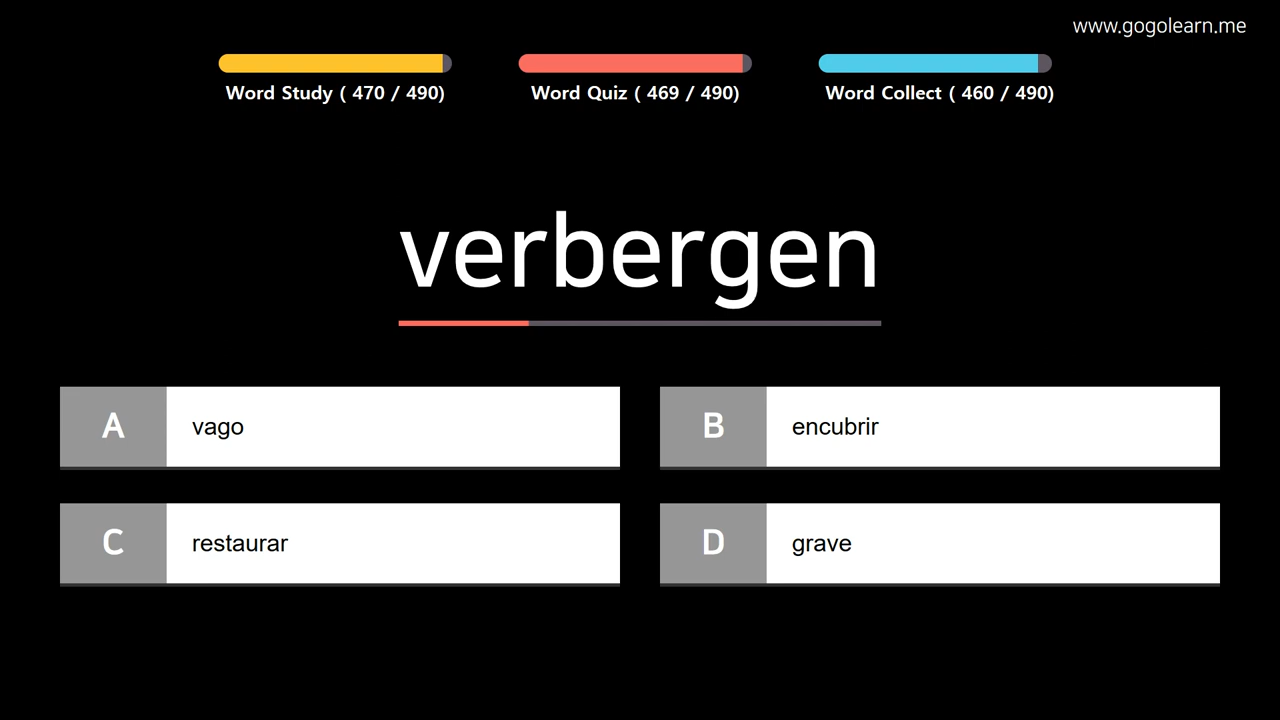 www.gogolearn.me
Word Study ( 470 / 490)
Word Quiz ( 469 / 490)
Word Collect ( 460 / 490)
verbergen
A vago
B encubrir
C restaurar
D grave